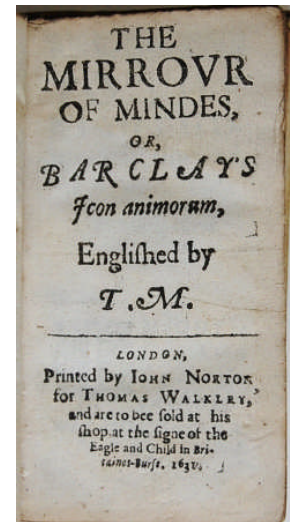 THE
MIRROVR
OF MINDES,
OR,
BARCLAYS
Icon animorum,
Engliſhed by
T.M.
LONDON,
Printed by IOHN NORTON
for THOMAS WALKLEY,
and are to bee ſold at his
ſhop at the ſigne of the
Eagle and Child in Bri-
taines-Burſe. 1631.